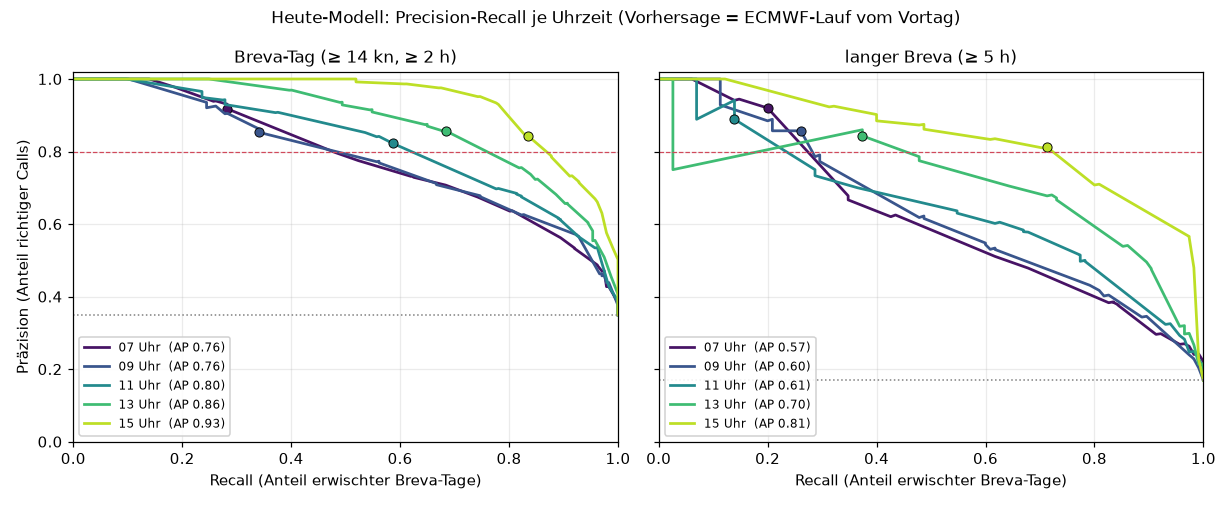 Heute-Modell: Precision-Recall je Uhrzeit (Vorhersage = ECMWF-Lauf vom Vortag)
Breva-Tag (≥ 14 kn, ≥ 2 h)
Präzision (Anteil richtiger Calls)
1.0
0.8
0.6
0.4
0.2
0.0
07 Uhr (AP 0.76)
09 Uhr (AP 0.76)
11 Uhr (AP 0.80)
13 Uhr (AP 0.86)
15 Uhr (AP 0.93)
0.0 0.2 0.4 0.6 0.8 1.0
Recall (Anteil erwischter Breva-Tage)
langer Breva (≥ 5 h)
07 Uhr (AP 0.57)
09 Uhr (AP 0.60)
11 Uhr (AP 0.61)
13 Uhr (AP 0.70)
15 Uhr (AP 0.81)
0.0 0.2 0.4 0.6 0.8 1.0
Recall (Anteil erwischter Breva-Tage)